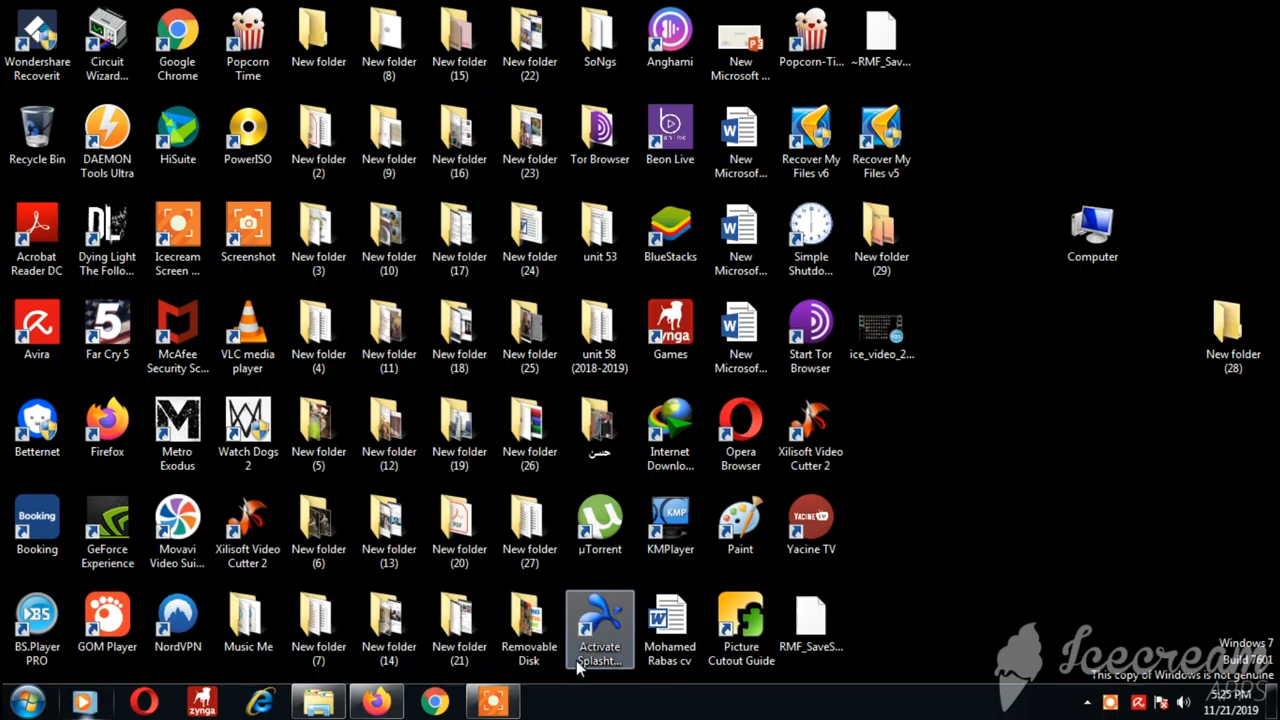 Wondershare
Recoverit
Circuit
Wizard...
Google
Chrome
Popcorn
Time
New folder
New folder
(8)
New folder
(15)
New folder
(22)
SoNgs
Anghami
New
Microsoft ...
Popcorn-Ti...
~RMF_Sav...
Recycle Bin
DAEMON
Tools Ultra
HiSuite
PowerISO
New folder
(2)
New folder
(9)
New folder
(16)
New folder
(23)
Tor Browser
Beon Live
New
Microsof...
Recover My
Files v6
Recover My
Files v5
Acrobat
Reader DC
Dying Light
The Follo...
Icecream
Screen ...
Screenshot
New folder
(3)
New folder
(10)
New folder
(17)
New folder
(24)
unit 53
BlueStacks
New
Microsof...
Simple
Shutdo...
New folder
(29)
Computer
Avira
Far Cry 5
McAfee
Security Sc...
VLC media
player
New folder
(4)
New folder
(11)
New folder
(18)
New folder
(25)
unit 58
(2018-2019)
zynga
Games
New
Microsof...
Start Tor
Browser
ice_video_2...
New folder
(28)
Betternet
Firefox
Metro
Exodus
Watch Dogs
2
New folder
(5)
New folder
(12)
New folder
(19)
New folder
(26)
حسن
Internet
Downlo...
Opera
Browser
Xilisoft Video
Cutter 2
Booking
Booking
GeForce
Experience
Movavi
Video Sui...
Xilisoft Video
Cutter 2
New folder
(6)
New folder
(13)
New folder
(20)
New folder
(27)
µTorrent
KMP
KMPlayer
Paint
YACINE TV
Yacine TV
BS
BS.Player
PRO
GOM Player
NordVPN
Music Me
New folder
(7)
New folder
(14)
New folder
(21)
Removable
Disk
Activate
Splasht...
Mohamed
Rabas cv
Picture
Cutout Guide
RMF_SaveS...
Icecream
APPS
Windows 7
Build 7601
This copy of Windows is not genuine
zynga
5:25 PM
11/21/2019